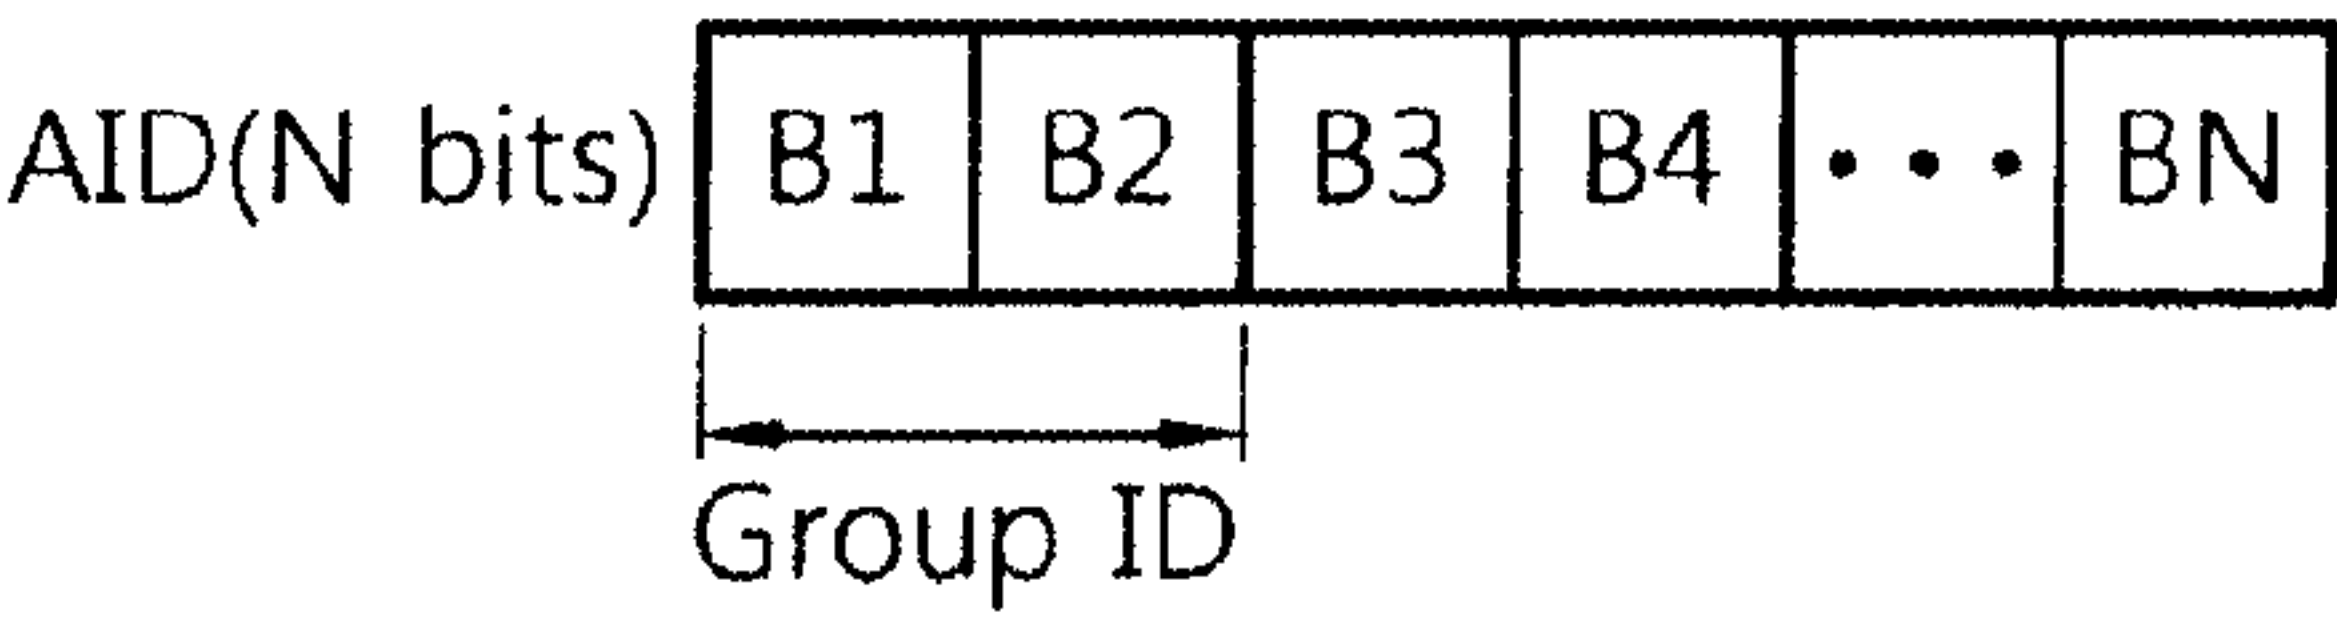 AID(N bits) B1 B2 B3 B4 • • • BN
Group ID